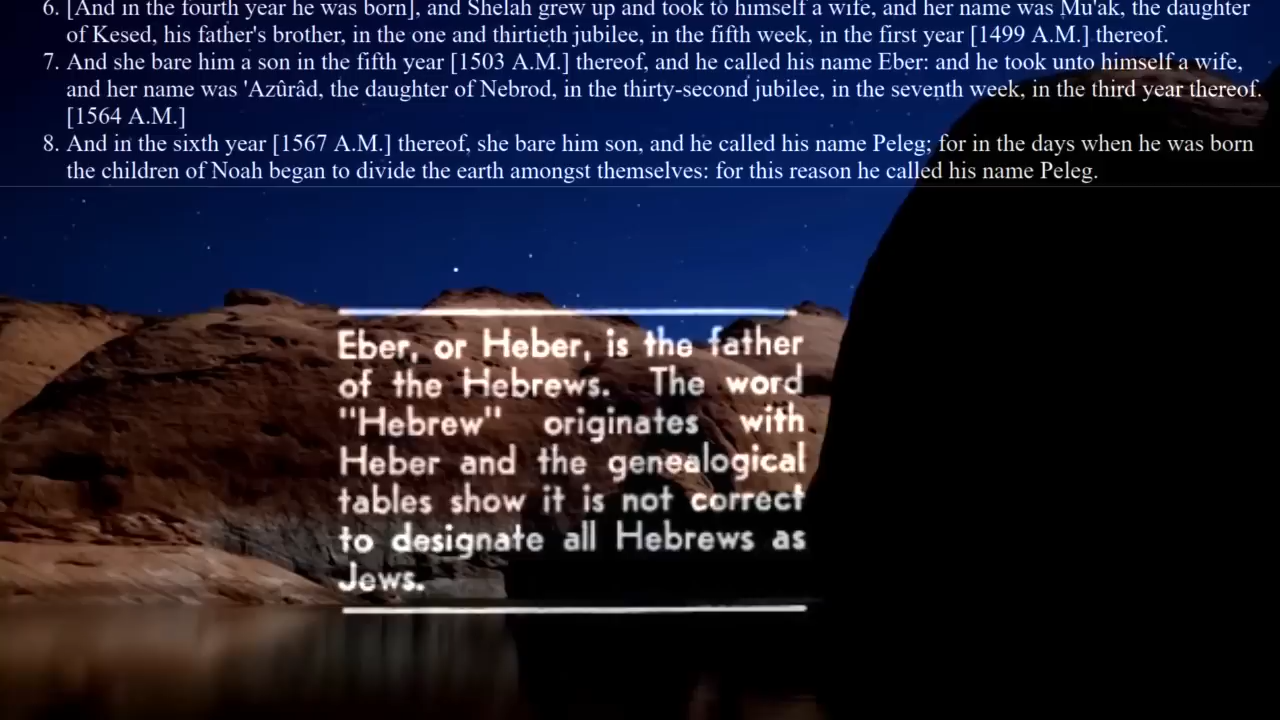 6. [And in the fourth year he was born], and Shelah grew up and took to himself a wife, and her name was Mu'ak, the daughter
of Kesed, his father's brother, in the one and thirtieth jubilee, in the fifth week, in the first year [1499 A.M.] thereof.
7. And she bare him a son in the fifth year [1503 A.M.] thereof, and he called his name Eber: and he took unto himself a wife,
and her name was 'Azûrâd, the daughter of Nebrod, in the thirty-second jubilee, in the seventh week, in the third year thereof.
[1564 A.M.]
8. And in the sixth year [1567 A.M.] thereof, she bare him son, and he called his name Peleg; for in the days when he was born
the children of Noah began to divide the earth amongst themselves: for this reason he called his name Peleg.
Eber, or Heber, is the father
of the Hebrews. The word
"Hebrew" originates with
Heber and the genealogical
tables show it is not correct
to designate all Hebrews as
Jews.